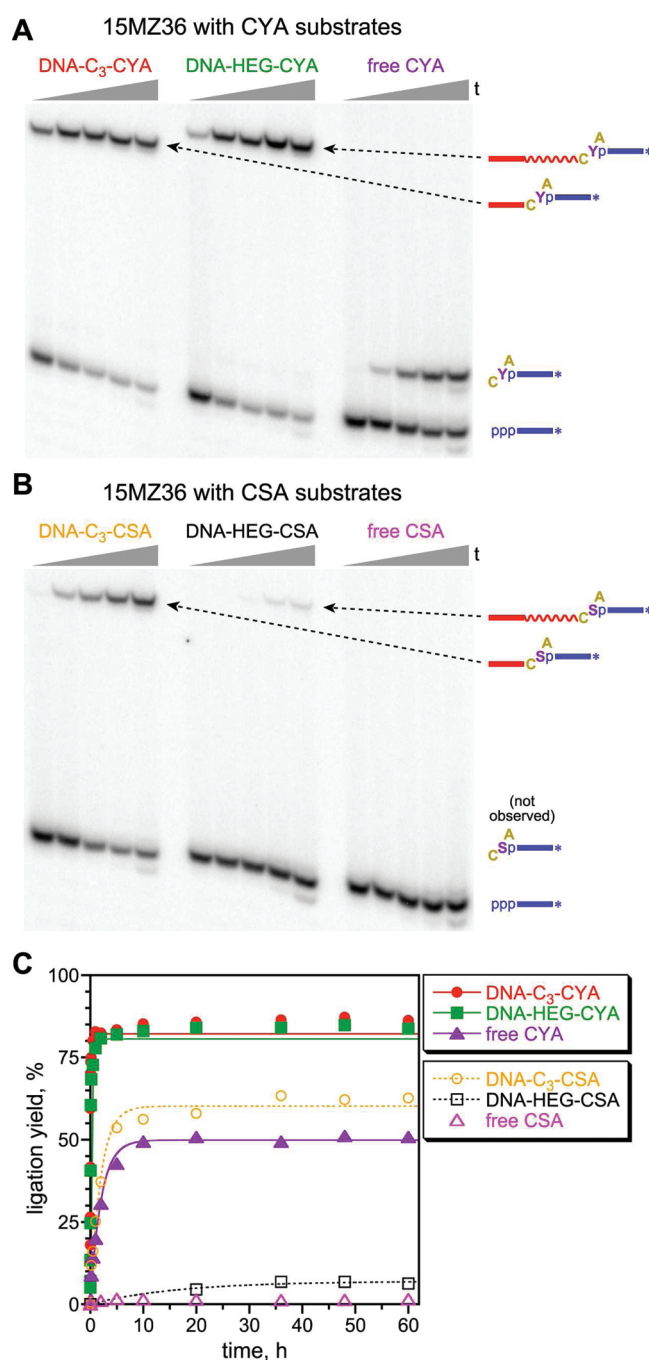 A
15MZ36 with CYA substrates
DNA-C3-CYA DNA-HEG-CYA free CYA
t
A
C Yp *
A
C Yp *
A
C Yp *
ppp *
B
15MZ36 with CSA substrates
DNA-C3-CSA DNA-HEG-CSA free CSA
t
A
C Sp *
A
C Sp *
(not
observed)
A
C Sp *
ppp *
C
ligation yield, %
100
75
50
25
0
0 10 20 30 40 50 60
time, h
DNA-C3-CYA
DNA-HEG-CYA
free CYA
DNA-C3-CSA
DNA-HEG-CSA
free CSA